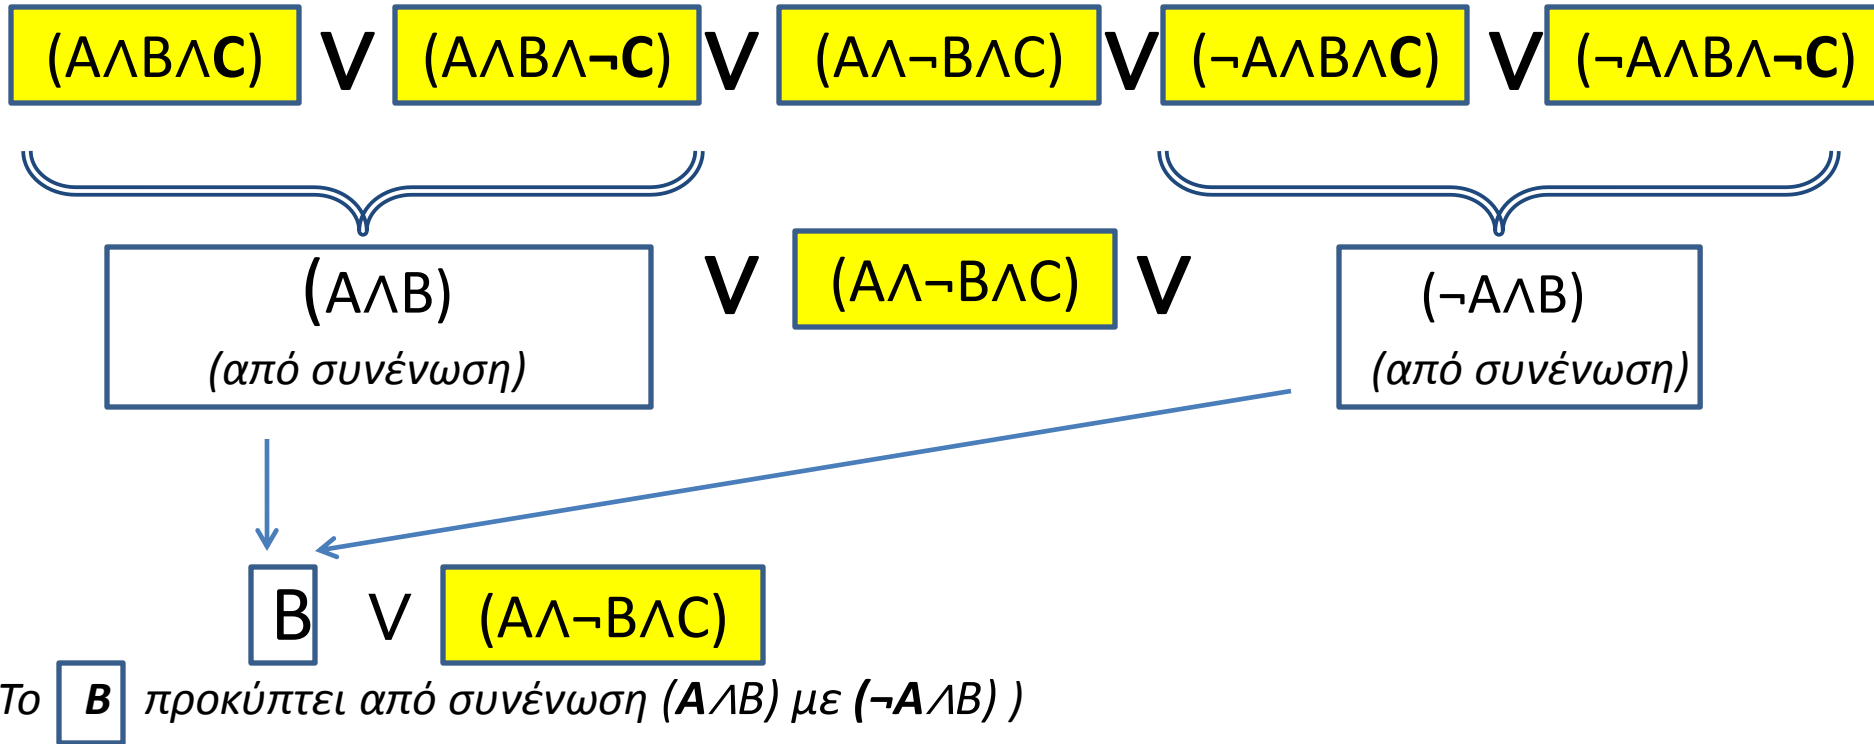 (A∧B∧C) ∨ (A∧B∧¬C) ∨ (A∧¬B∧C) ∨ (¬A∧B∧C) ∨ (¬A∧B∧¬C)
(A∧B) ∨ (A∧¬B∧C) ∨ (¬A∧B)
(από συνένωση) (από συνένωση)
B ∨ (A∧¬B∧C)
Το B προκύπτει από συνένωση (A∧B) με (¬A∧B) )